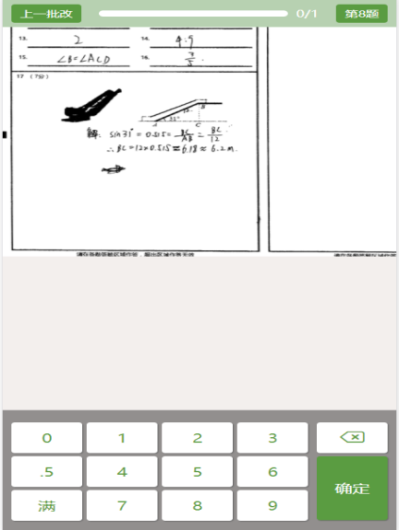 上一批改 0/1 第8题
13. 2 14. 4:9
15. ∠B=∠ACD 16.
17 (7分)
解: sin31°=0.515=BC/AB=BC/12
∴BC=12×0.515=6.18≈6.2m.
0 1 2 3
.5 4 5 6 确定
满 7 8 9